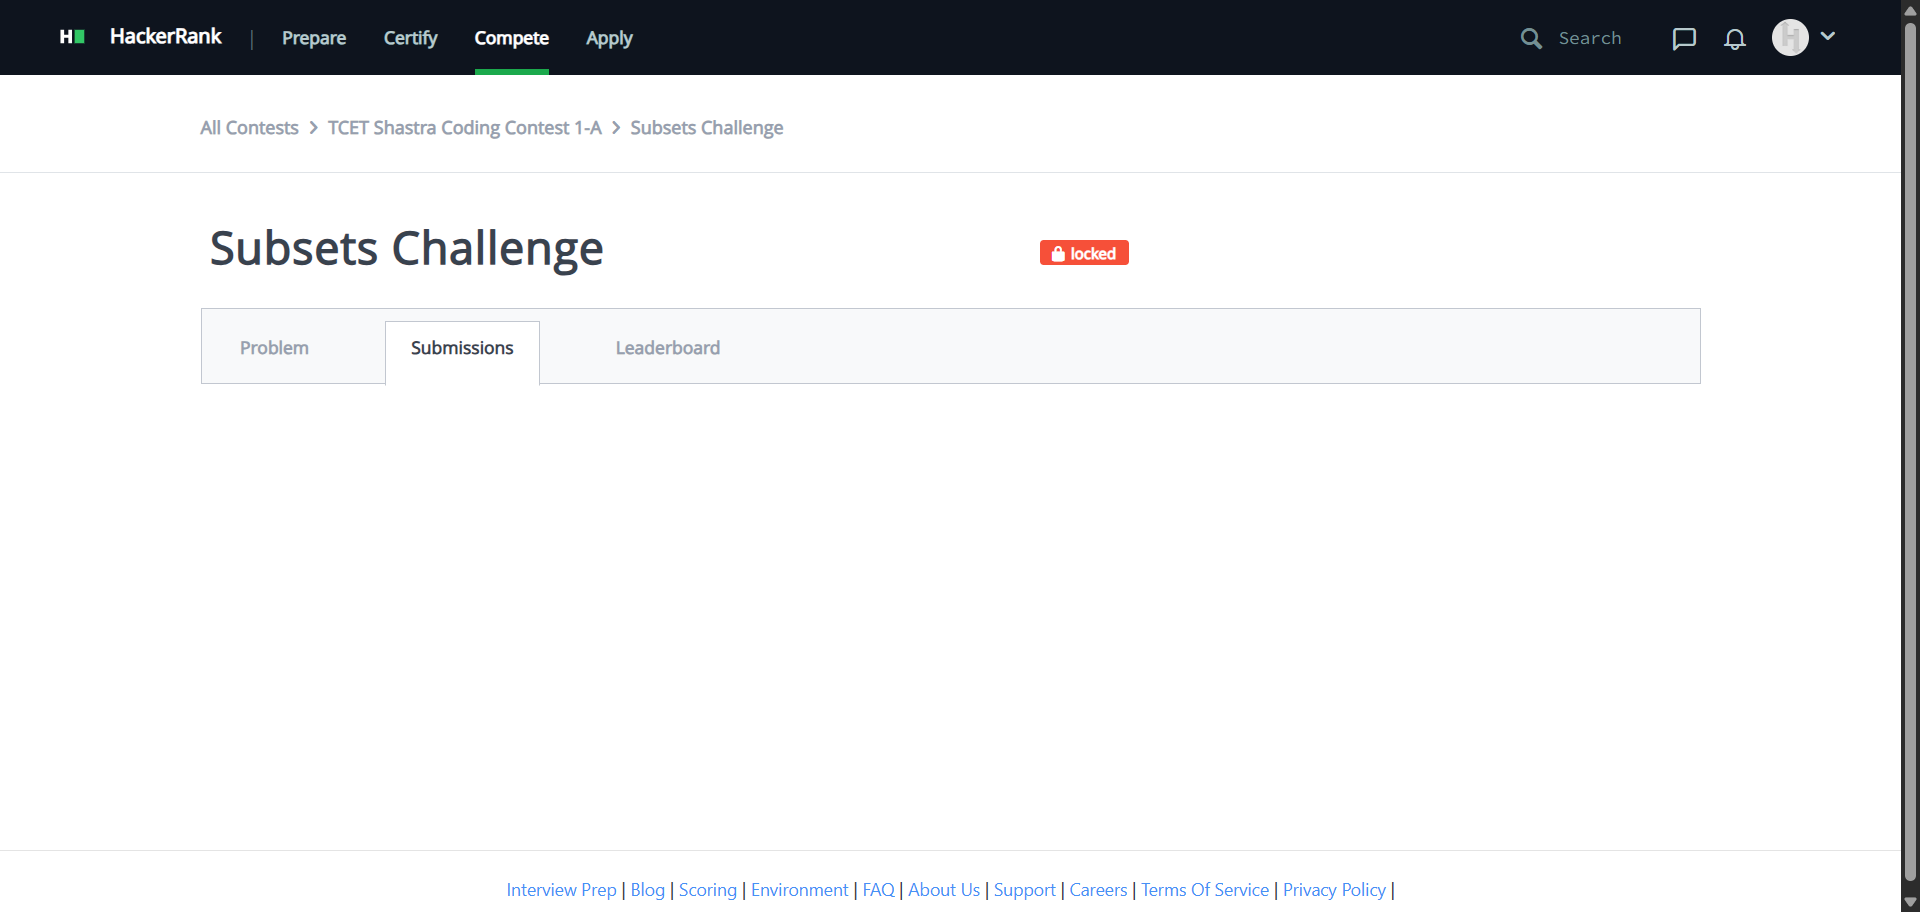 H HackerRank | Prepare Certify Compete Apply Search
All Contests > TCET Shastra Coding Contest 1-A > Subsets Challenge
Subsets Challenge locked
Problem Submissions Leaderboard
Interview Prep | Blog | Scoring | Environment | FAQ | About Us | Support | Careers | Terms Of Service | Privacy Policy |